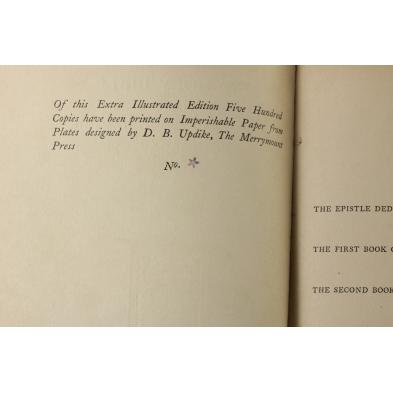 Of this Extra Illustrated Edition Five Hundred
Copies have been printed on Imperishable Paper from
Plates designed by D. B. Updike, The Merrymount
Press
No. *
THE EPISTLE DED
THE FIRST BOOK O
THE SECOND BOOK